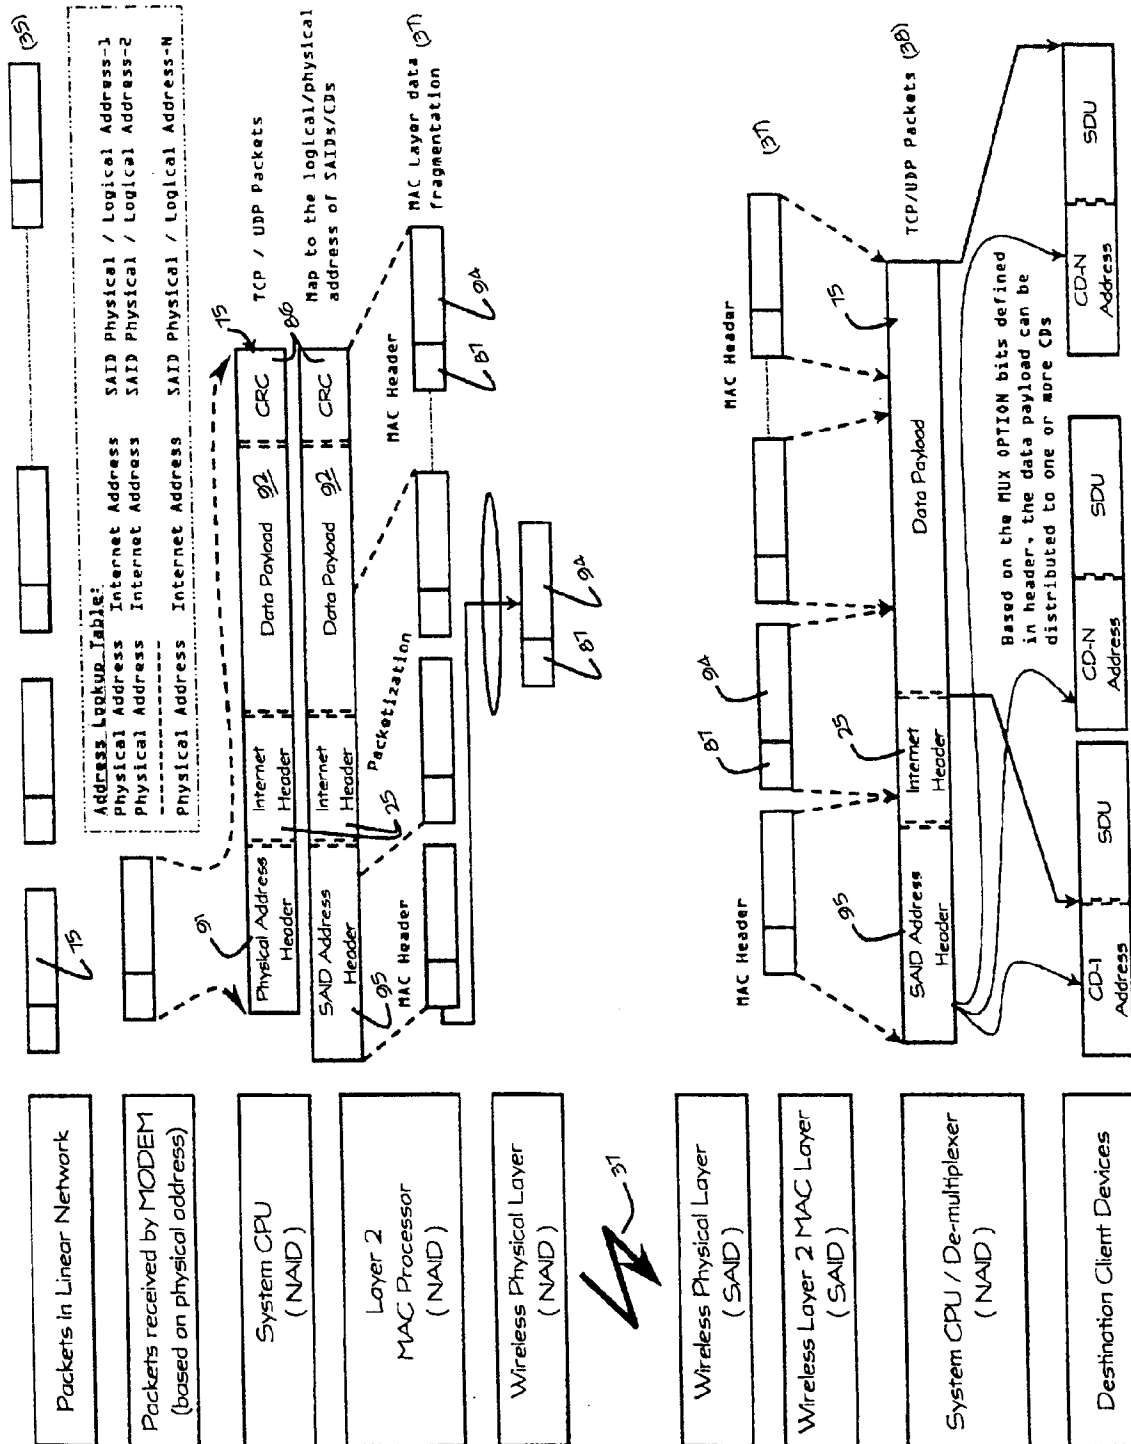 Packets in Linear Network
75
(35)
Packets received by MODEM
(based on physical address)
Address Lookup Table:
Physical Address Internet Address SAID Physical / Logical Address-1
Physical Address Internet Address SAID Physical / Logical Address-2
----------
Physical Address Internet Address SAID Physical / Logical Address-N
System CPU
( NAID )
91
Physical Address
Header
Internet
Header
Data Payload 92
CRC
75
TCP / UDP Packets
86
Layer 2
MAC Processor
( NAID )
SAID Address
Header
Internet
Header
Data Payload 92
CRC
Map to the logical/physical
address of SAIDs/CDs
95
25
Packetization
MAC Header
MAC Header
MAC Layer data (37)
fragmentation
87
94
Wireless Physical Layer
( NAID )
87
94
37
Wireless Physical Layer
( SAID )
MAC Header
MAC Header
Wireless Layer 2 MAC Layer
( SAID )
87
94
(37)
System CPU / De-multiplexer
( NAID )
95
25
75
SAID Address
Header
Internet
Header
Data Payload
TCP/UDP Packets (38)
Based on the MUX OPTION bits defined
in header, the data payload can be
distributed to one or more CDs
Destination Client Devices
CD-1
Address
SDU
CD-N
Address
SDU
CD-N
Address
SDU